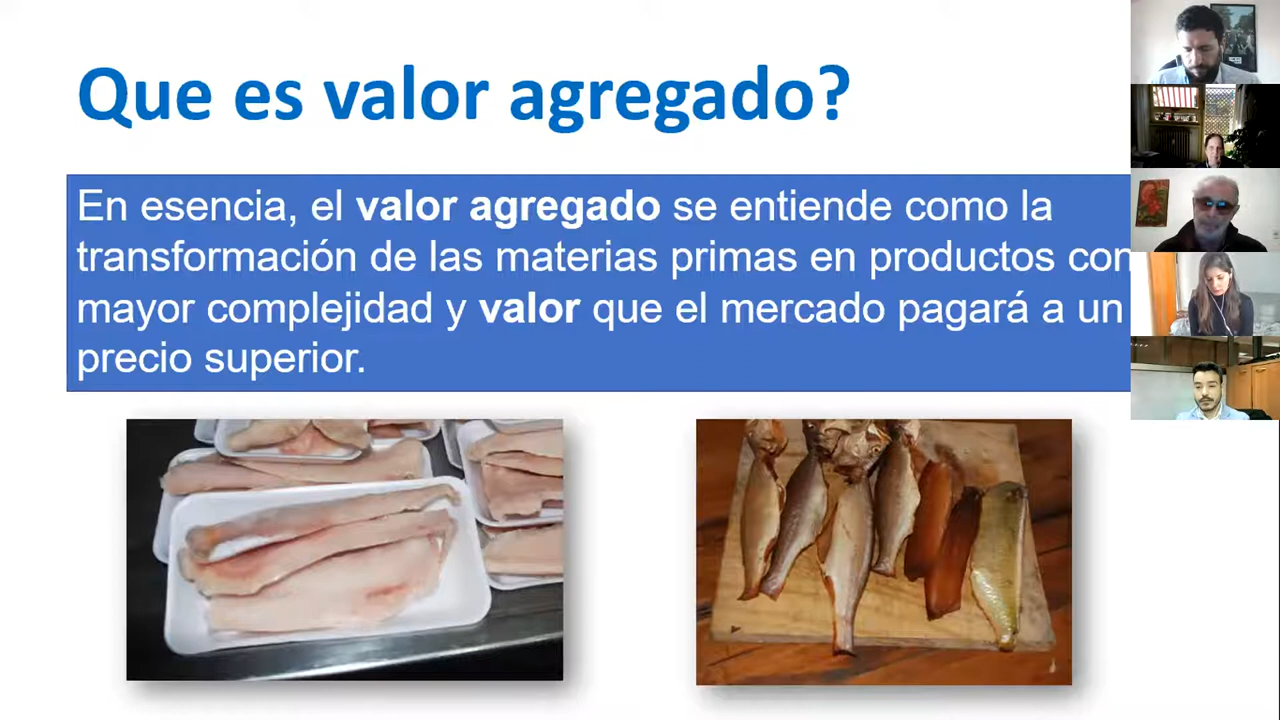 Que es valor agregado?
En esencia, el valor agregado se entiende como la
transformación de las materias primas en productos con
mayor complejidad y valor que el mercado pagará a un
precio superior.